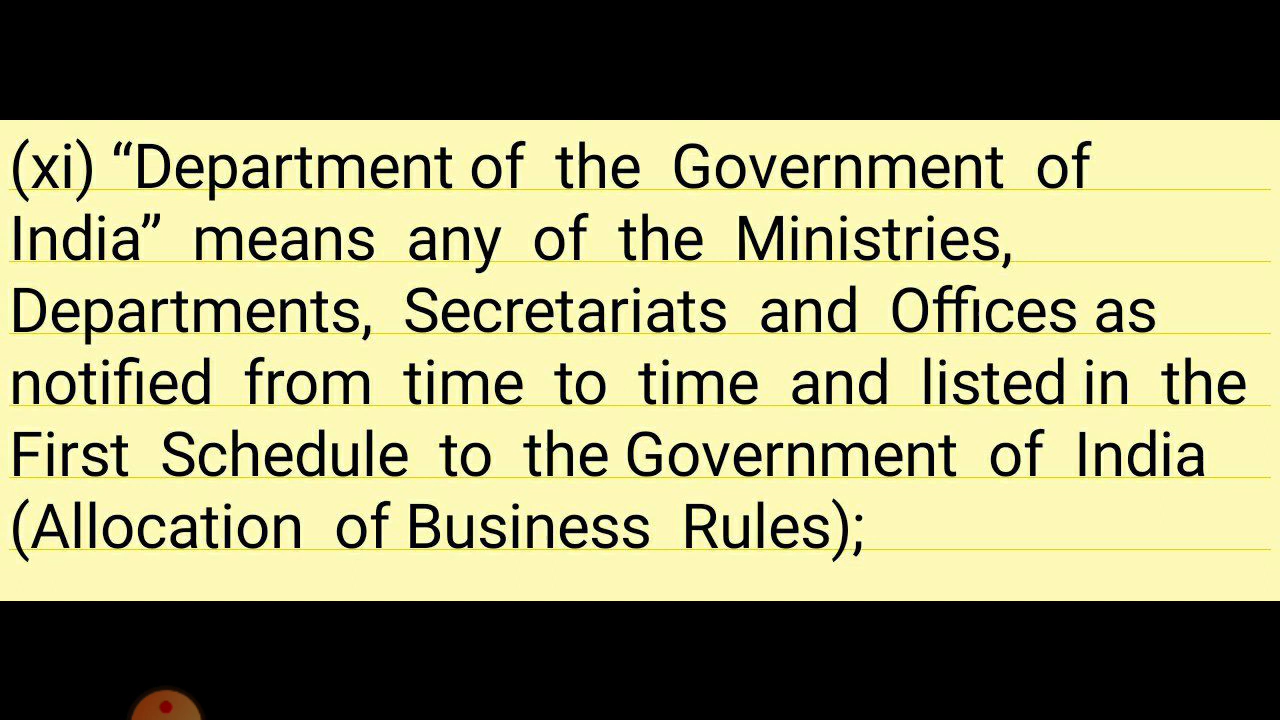 (xi) “Department of the Government of
India” means any of the Ministries,
Departments, Secretariats and Offices as
notified from time to time and listed in the
First Schedule to the Government of India
(Allocation of Business Rules);